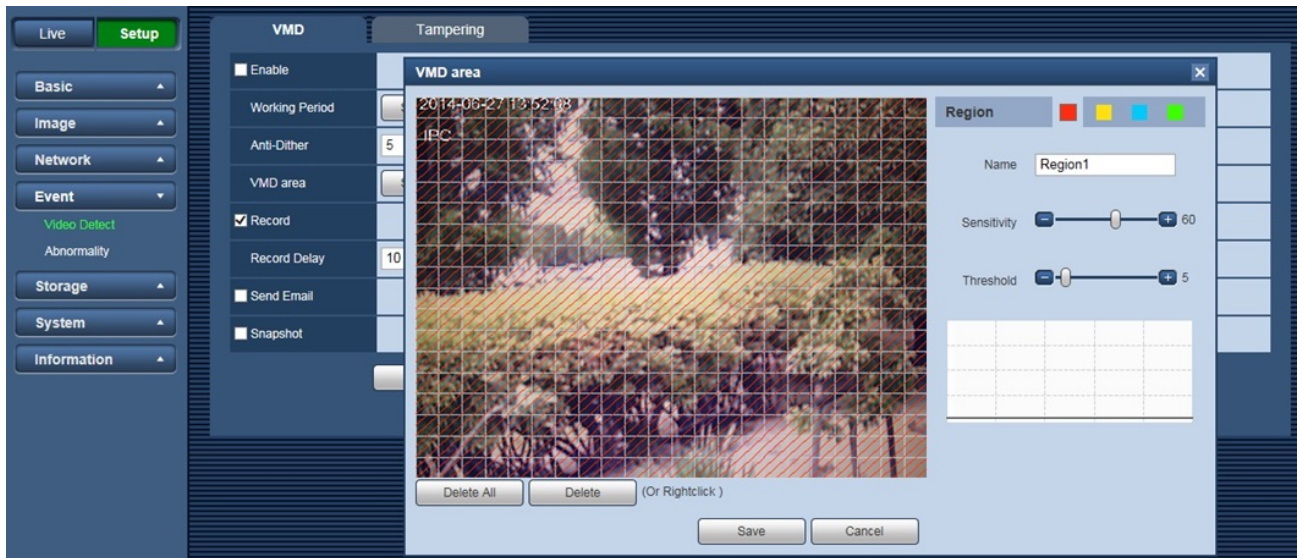 Live Setup
VMD Tampering
Basic
Image
Network
Event
Video Detect
Abnormality
Storage
System
Information
Enable
Working Period
Anti-Dither 5
VMD area
Record
Record Delay 10
Send Email
Snapshot
VMD area
2014-06-27 13:52:08
IPC
Region
Name Region1
Sensitivity 60
Threshold 5
Delete All Delete (Or Rightclick )
Save Cancel